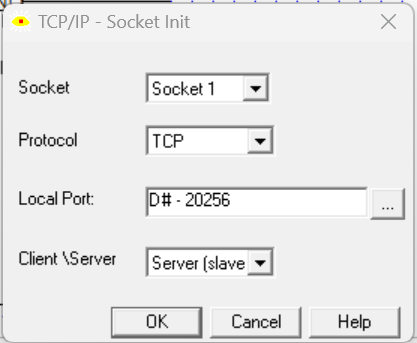 TCP/IP - Socket Init
Socket Socket 1
Protocol TCP
Local Port: D# - 20256 ...
Client \Server Server (slave
OK Cancel Help